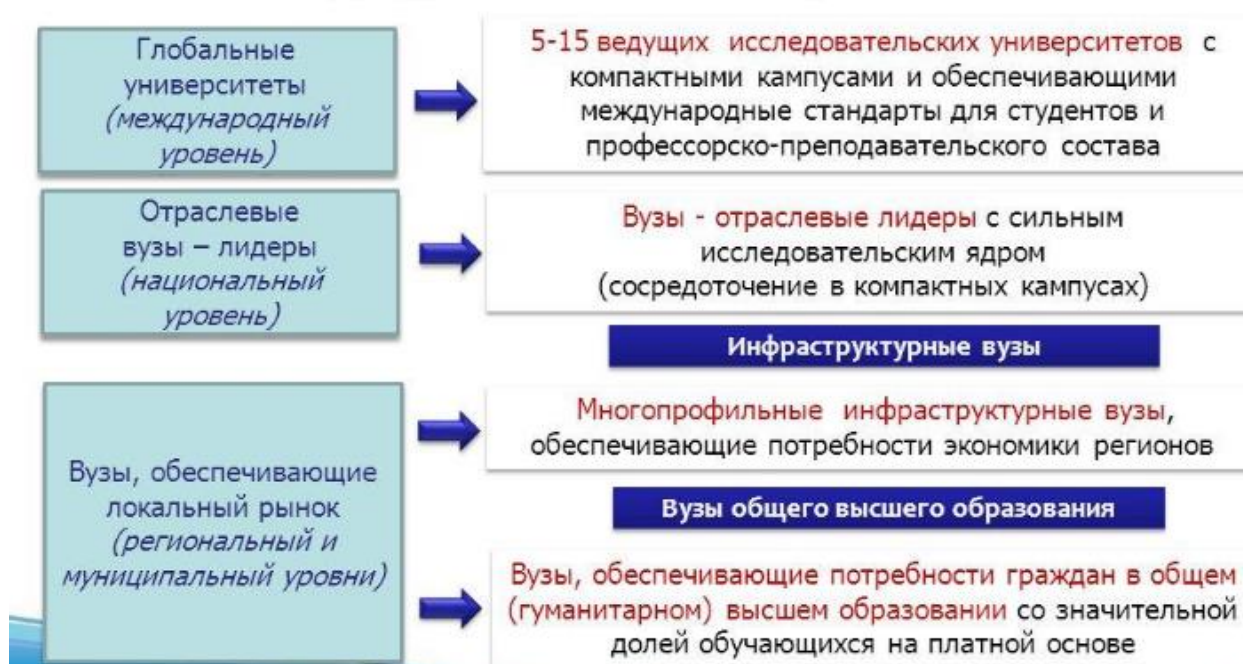 Глобальные
университеты
(международный
уровень)
5-15 ведущих исследовательских университетов с
компактными кампусами и обеспечивающими
международные стандарты для студентов и
профессорско-преподавательского состава
Отраслевые
вузы – лидеры
(национальный
уровень)
Вузы - отраслевые лидеры с сильным
исследовательским ядром
(сосредоточение в компактных кампусах)
Инфраструктурные вузы
Вузы, обеспечивающие
локальный рынок
(региональный и
муниципальный уровни)
Многопрофильные инфраструктурные вузы,
обеспечивающие потребности экономики регионов
Вузы общего высшего образования
Вузы, обеспечивающие потребности граждан в общем
(гуманитарном) высшем образовании со значительной
долей обучающихся на платной основе